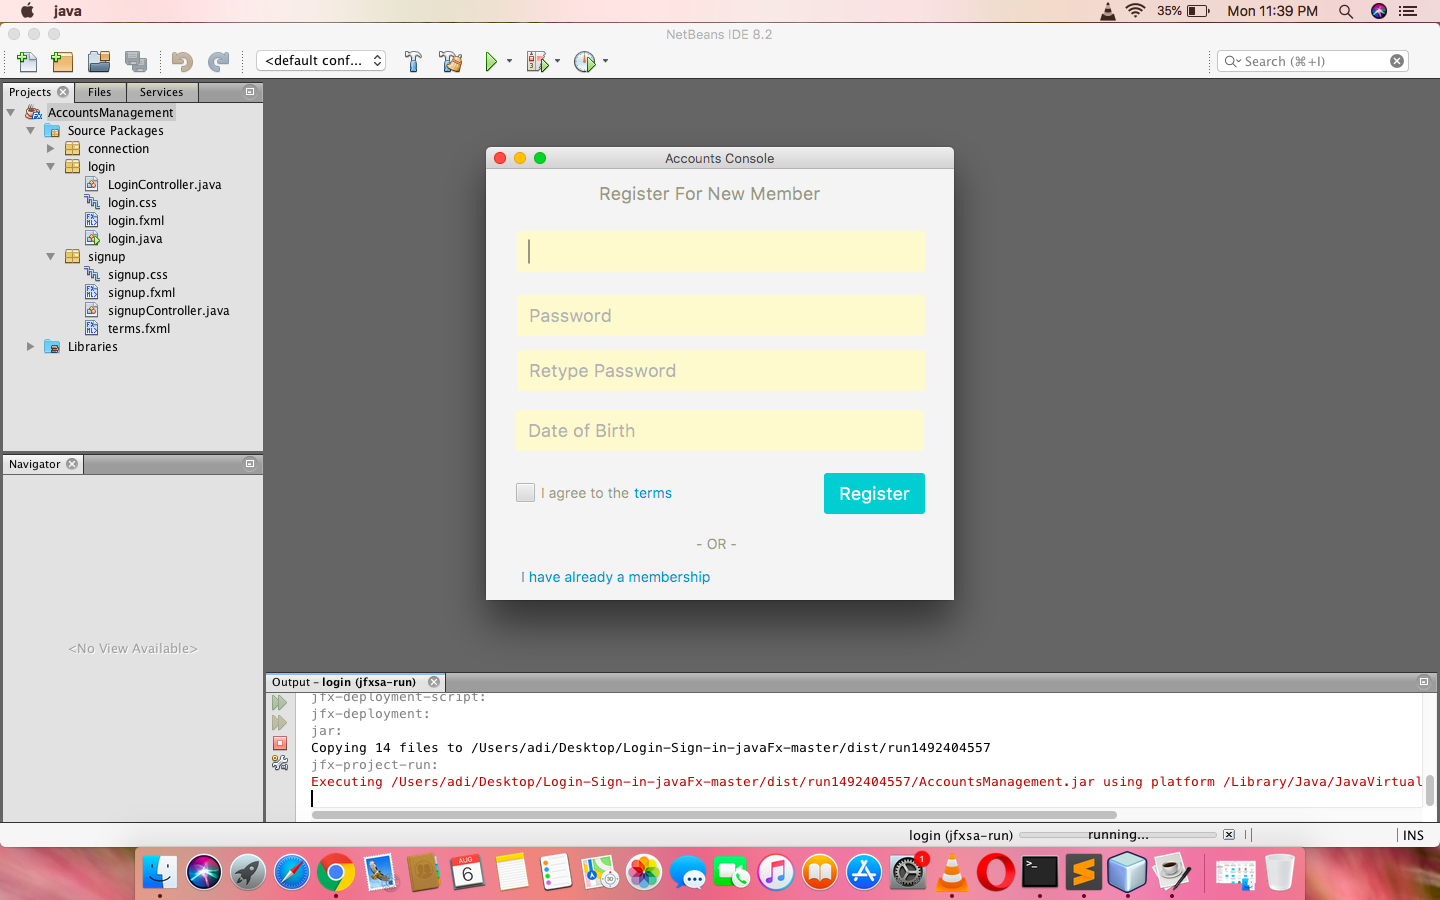 java
35%
Mon 11:39 PM
NetBeans IDE 8.2
<default conf...
Search (⌘+I)
Projects
Files
Services
AccountsManagement
Source Packages
connection
login
LoginController.java
login.css
login.fxml
login.java
signup
signup.css
signup.fxml
signupController.java
terms.fxml
Libraries
Navigator
<No View Available>
Accounts Console
Register For New Member
Password
Retype Password
Date of Birth
I agree to the terms
Register
- OR -
I have already a membership
Output – login (jfxsa-run)
jfx-deployment-script:
jfx-deployment:
jar:
Copying 14 files to /Users/adi/Desktop/Login-Sign-in-javaFx-master/dist/run1492404557
jfx-project-run:
Executing /Users/adi/Desktop/Login-Sign-in-javaFx-master/dist/run1492404557/AccountsManagement.jar using platform /Library/Java/JavaVirtual
login (jfxsa-run)
running...
INS
AUG
6
1